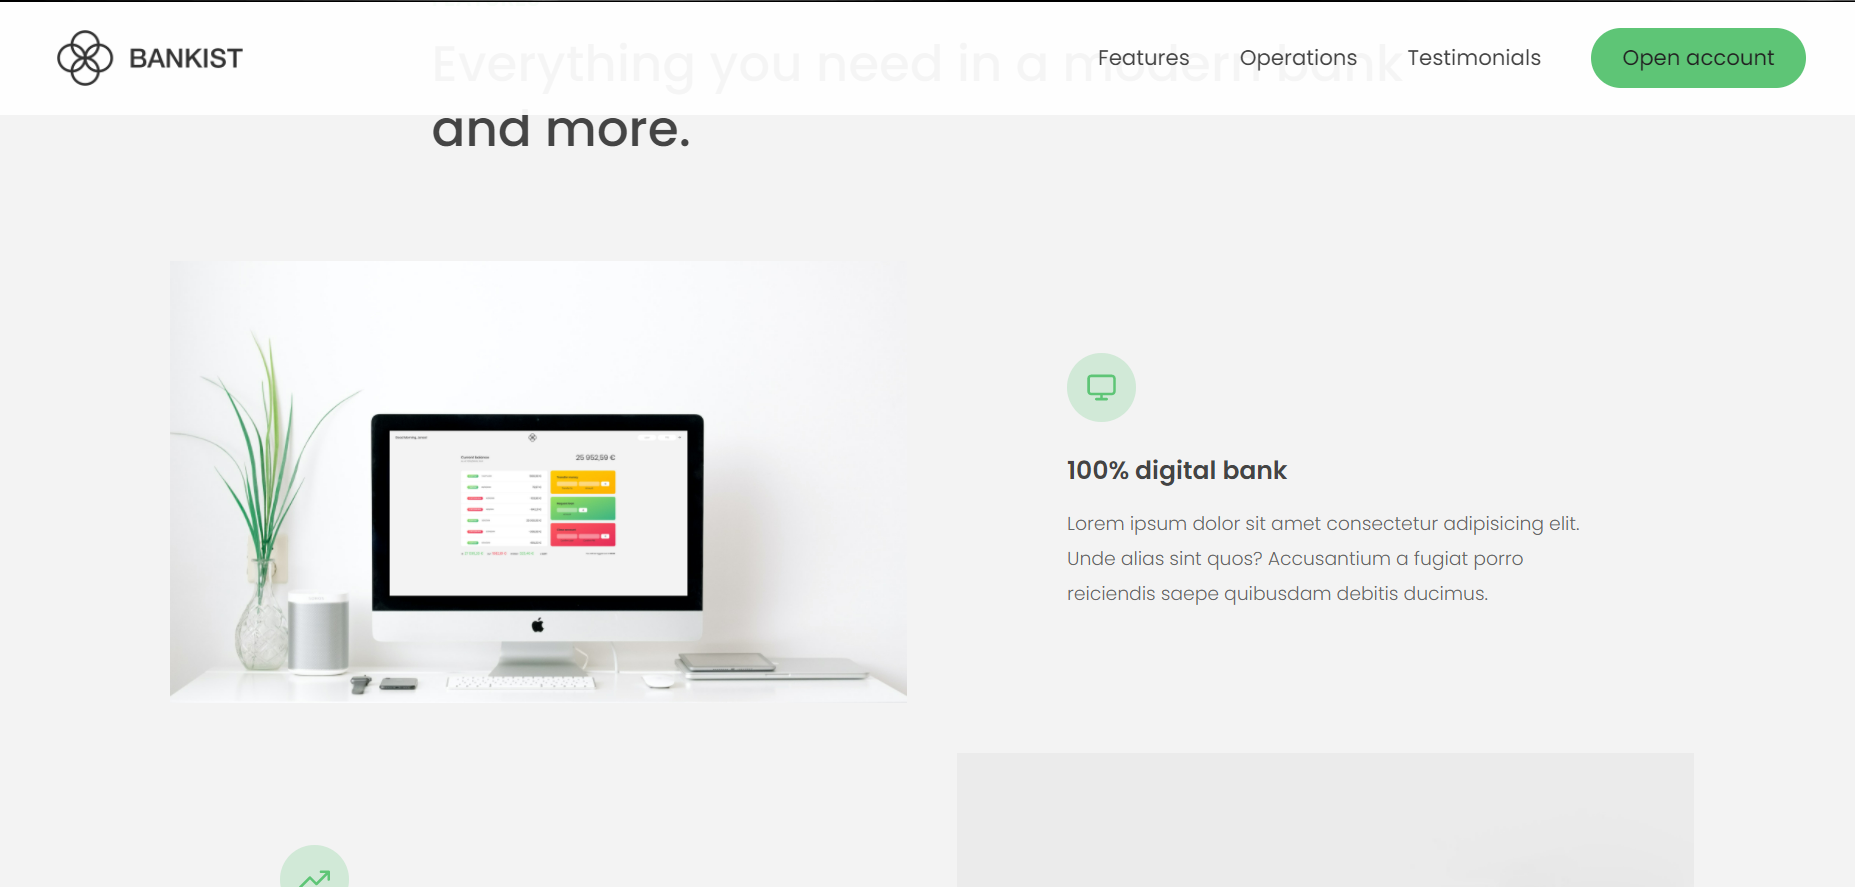 BANKIST
Features Operations Testimonials Open account
Everything you need in a modern bank
and more.
25 952,59 €
100% digital bank
Lorem ipsum dolor sit amet consectetur adipisicing elit.
Unde alias sint quos? Accusantium a fugiat porro
reiciendis saepe quibusdam debitis ducimus.